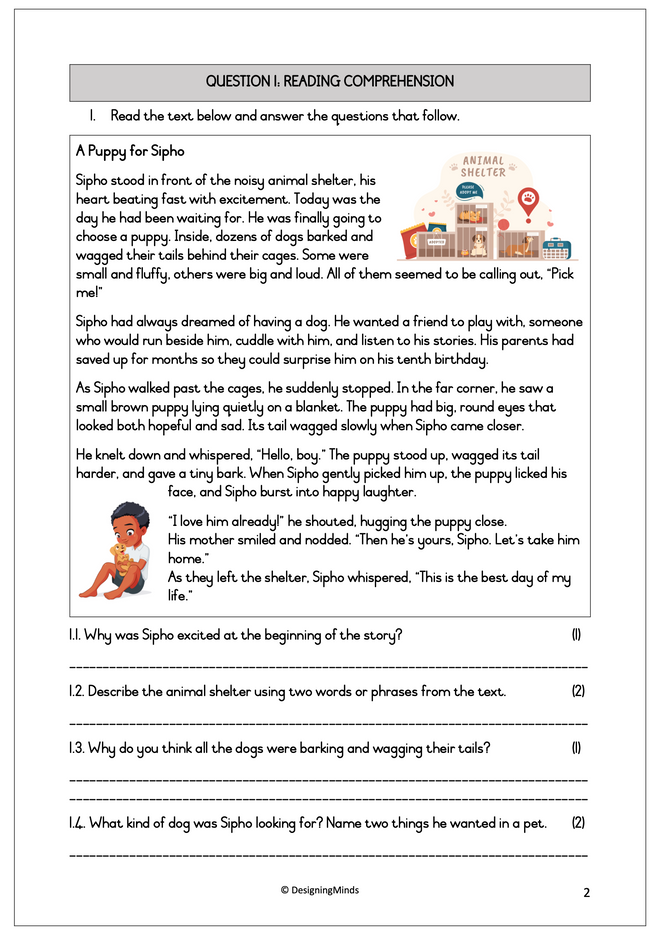 QUESTION 1: READING COMPREHENSION
1. Read the text below and answer the questions that follow.
A Puppy for Sipho
ANIMAL
SHELTER
PLEASE
ADOPT ME
ADOPTED
Sipho stood in front of the noisy animal shelter, his
heart beating fast with excitement. Today was the
day he had been waiting for. He was finally going to
choose a puppy. Inside, dozens of dogs barked and
wagged their tails behind their cages. Some were
small and fluffy, others were big and loud. All of them seemed to be calling out, “Pick
me!”
Sipho had always dreamed of having a dog. He wanted a friend to play with, someone
who would run beside him, cuddle with him, and listen to his stories. His parents had
saved up for months so they could surprise him on his tenth birthday.
As Sipho walked past the cages, he suddenly stopped. In the far corner, he saw a
small brown puppy lying quietly on a blanket. The puppy had big, round eyes that
looked both hopeful and sad. Its tail wagged slowly when Sipho came closer.
He knelt down and whispered, “Hello, boy.” The puppy stood up, wagged its tail
harder, and gave a tiny bark. When Sipho gently picked him up, the puppy licked his
face, and Sipho burst into happy laughter.
“I love him already!” he shouted, hugging the puppy close.
His mother smiled and nodded. “Then he’s yours, Sipho. Let’s take him
home.”
As they left the shelter, Sipho whispered, “This is the best day of my
life.”
1.1. Why was Sipho excited at the beginning of the story? (1)
1.2. Describe the animal shelter using two words or phrases from the text. (2)
1.3. Why do you think all the dogs were barking and wagging their tails? (1)
1.4. What kind of dog was Sipho looking for? Name two things he wanted in a pet. (2)
© DesigningMinds
2